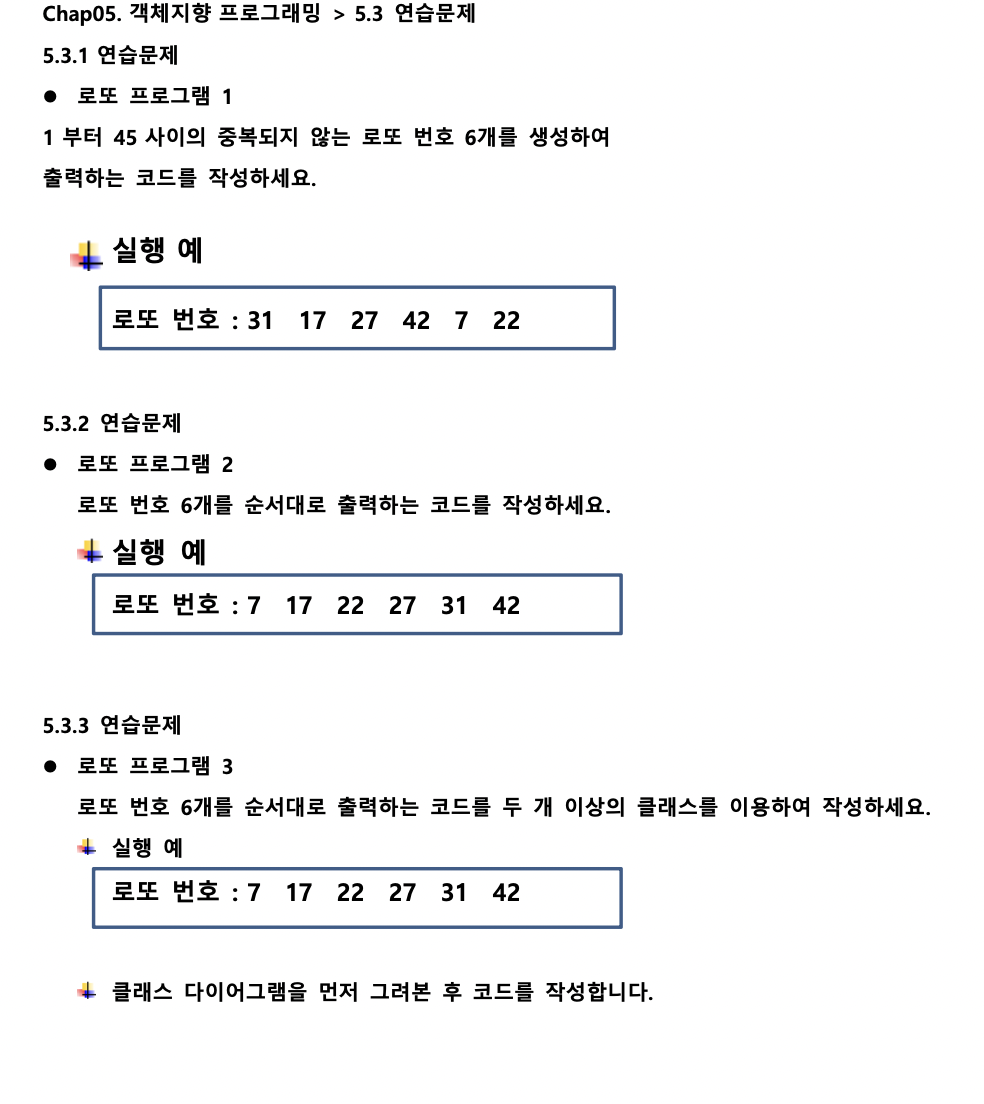 Chap05. 객체지향 프로그래밍 > 5.3 연습문제
5.3.1 연습문제
● 로또 프로그램 1
1 부터 45 사이의 중복되지 않는 로또 번호 6개를 생성하여
출력하는 코드를 작성하세요.
실행 예
로또 번호 : 31 17 27 42 7 22
5.3.2 연습문제
● 로또 프로그램 2
로또 번호 6개를 순서대로 출력하는 코드를 작성하세요.
실행 예
로또 번호 : 7 17 22 27 31 42
5.3.3 연습문제
● 로또 프로그램 3
로또 번호 6개를 순서대로 출력하는 코드를 두 개 이상의 클래스를 이용하여 작성하세요.
실행 예
로또 번호 : 7 17 22 27 31 42
클래스 다이어그램을 먼저 그려본 후 코드를 작성합니다.